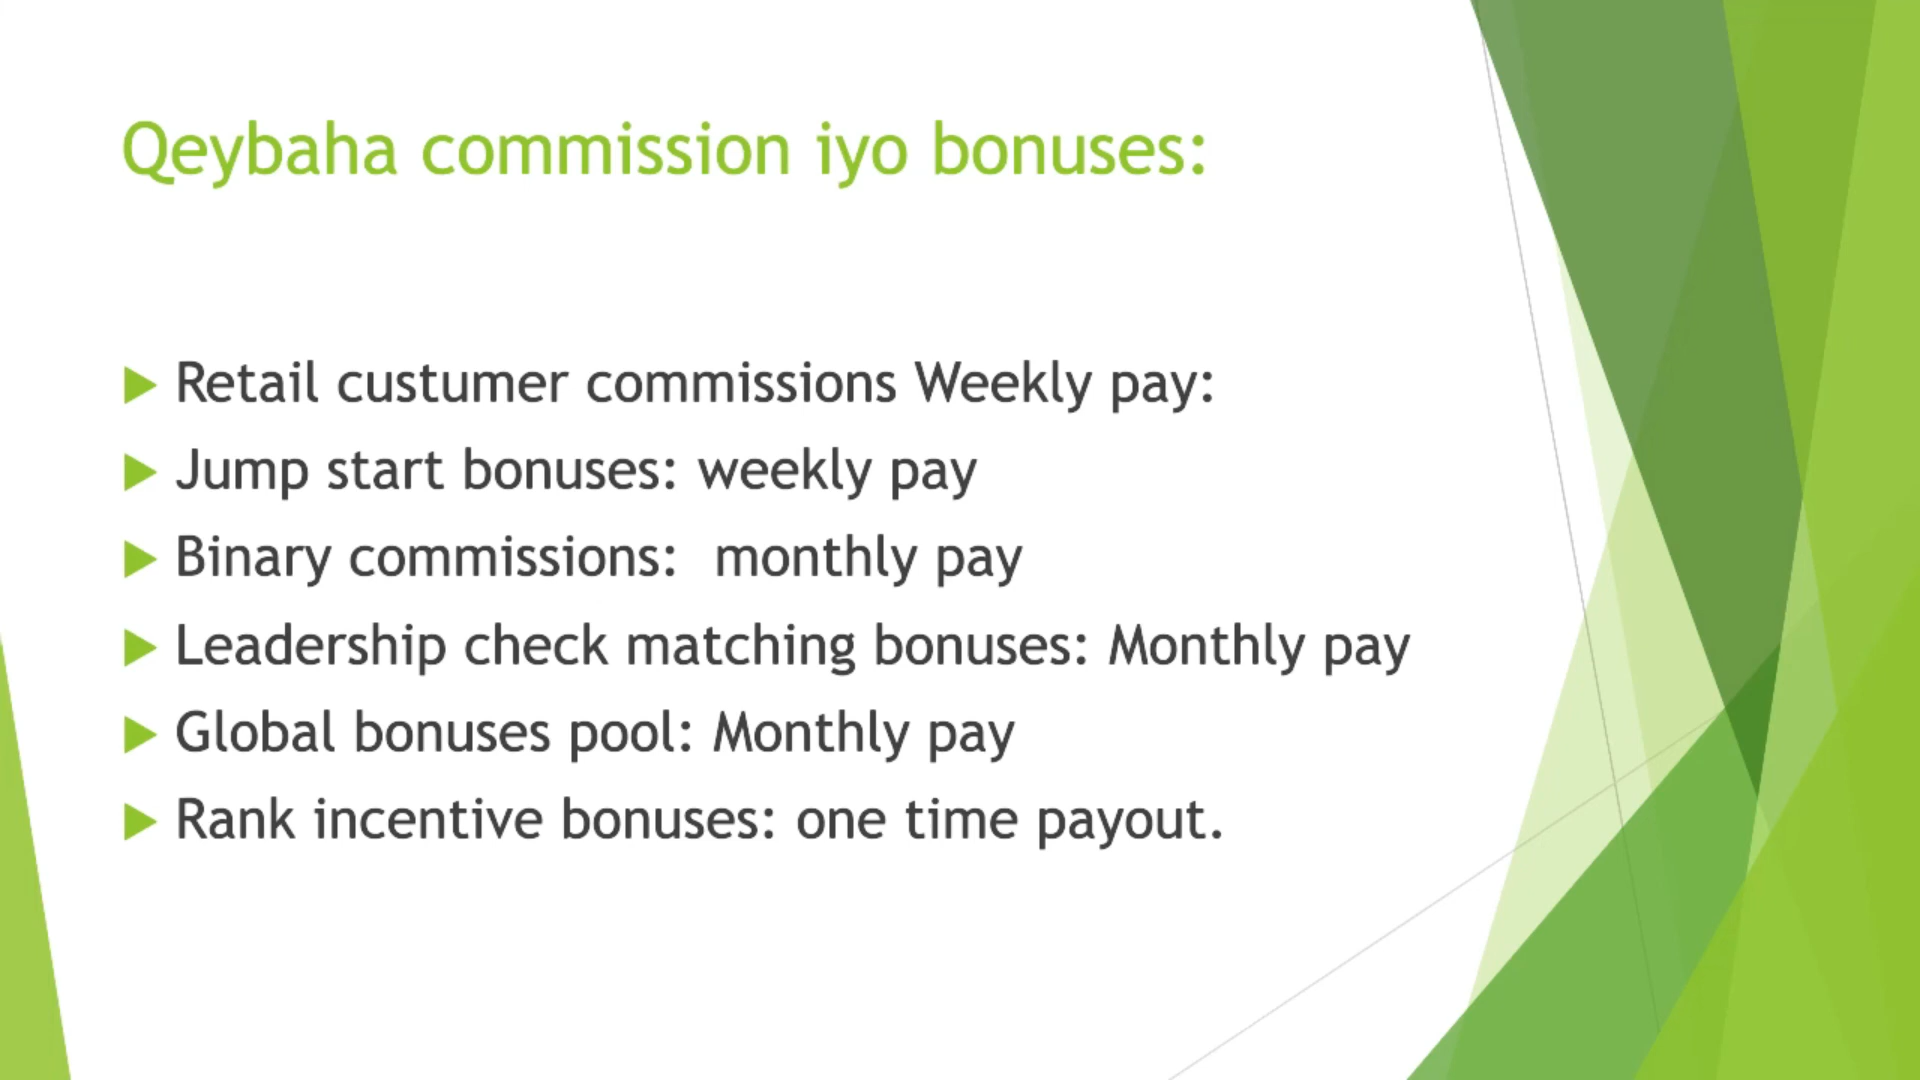 Qeybaha commission iyo bonuses:
Retail custumer commissions Weekly pay:
Jump start bonuses: weekly pay
Binary commissions:  monthly pay
Leadership check matching bonuses: Monthly pay
Global bonuses pool: Monthly pay
Rank incentive bonuses: one time payout.